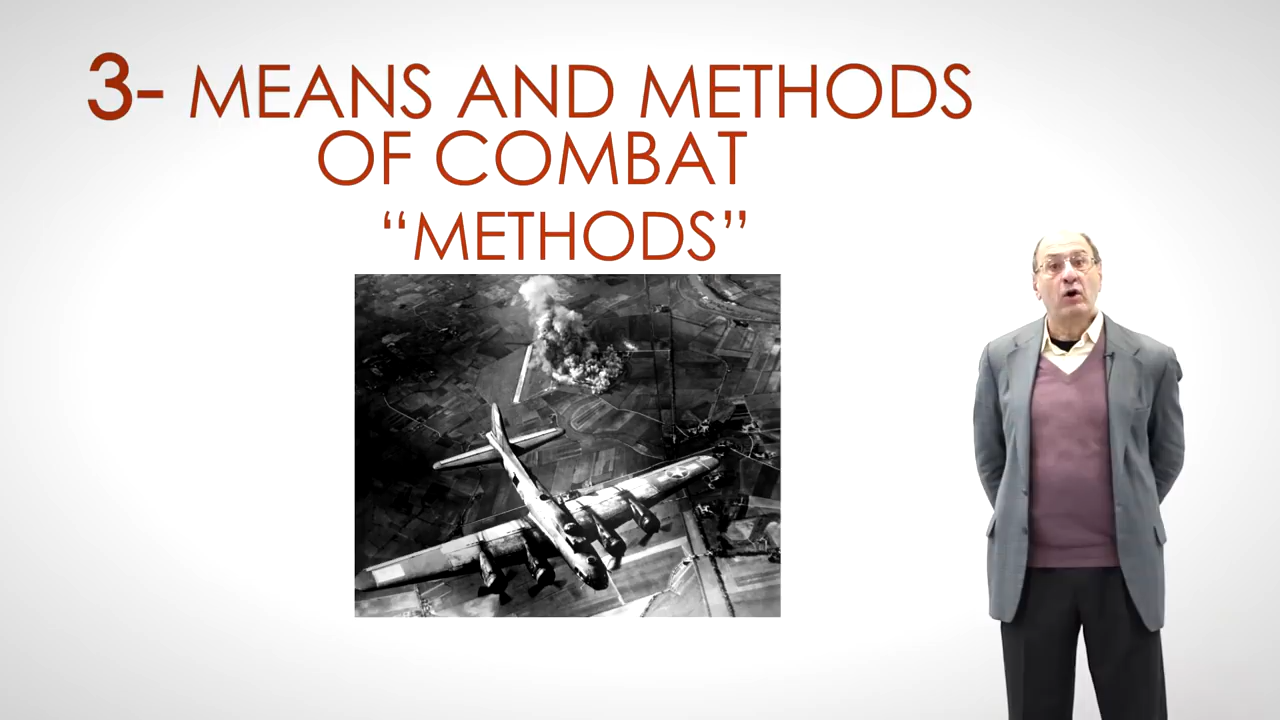 3- MEANS AND METHODS
OF COMBAT
“METHODS”